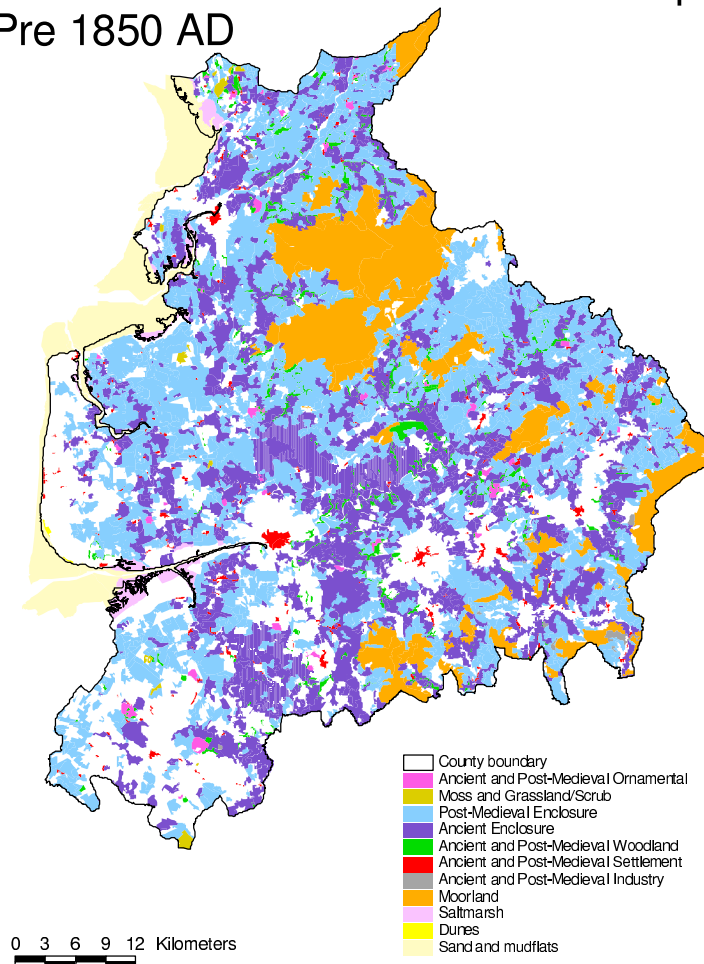 Pre 1850 AD
County boundary
Ancient and Post-Medieval Ornamental
Moss and Grassland/Scrub
Post-Medieval Enclosure
Ancient Enclosure
Ancient and Post-Medieval Woodland
Ancient and Post-Medieval Settlement
Ancient and Post-Medieval Industry
Moorland
Saltmarsh
Dunes
Sand and mudflats
0 3 6 9 12 Kilometers